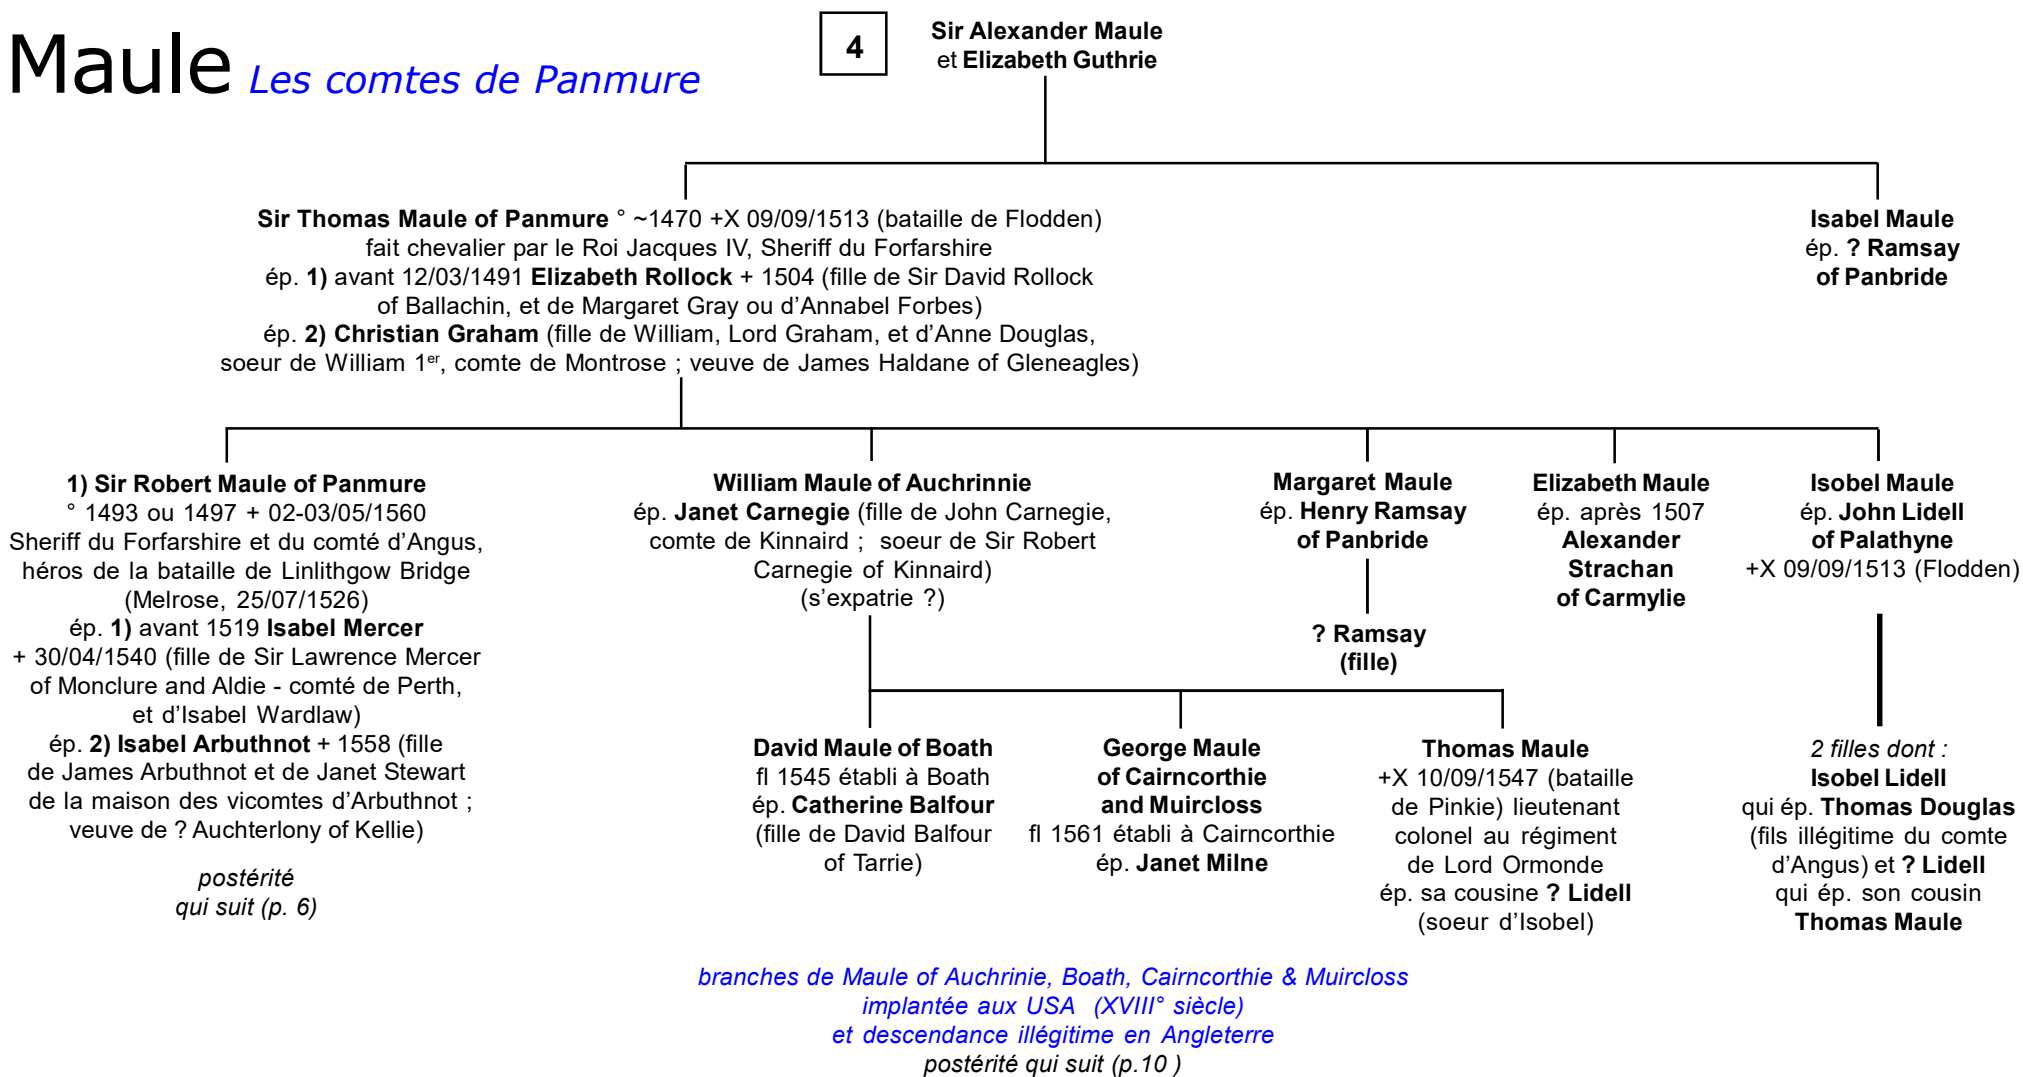 Maule Les comtes de Panmure
4
Sir Alexander Maule
et Elizabeth Guthrie
Sir Thomas Maule of Panmure ° ~1470 +X 09/09/1513 (bataille de Flodden)
fait chevalier par le Roi Jacques IV, Sheriff du Forfarshire
ép. 1) avant 12/03/1491 Elizabeth Rollock + 1504 (fille de Sir David Rollock
of Ballachin, et de Margaret Gray ou d'Annabel Forbes)
ép. 2) Christian Graham (fille de William, Lord Graham, et d'Anne Douglas,
soeur de William 1er, comte de Montrose ; veuve de James Haldane of Gleneagles)
Isabel Maule
ép. ? Ramsay
of Panbride
1) Sir Robert Maule of Panmure
° 1493 ou 1497 + 02-03/05/1560
Sheriff du Forfarshire et du comté d'Angus,
héros de la bataille de Linlithgow Bridge
(Melrose, 25/07/1526)
ép. 1) avant 1519 Isabel Mercer
+ 30/04/1540 (fille de Sir Lawrence Mercer
of Monclure and Aldie - comté de Perth,
et d'Isabel Wardlaw)
ép. 2) Isabel Arbuthnot + 1558 (fille
de James Arbuthnot et de Janet Stewart
de la maison des vicomtes d'Arbuthnot ;
veuve de ? Auchterlony of Kellie)
postérité
qui suit (p. 6)
William Maule of Auchrinnie
ép. Janet Carnegie (fille de John Carnegie,
comte de Kinnaird ; soeur de Sir Robert
Carnegie of Kinnaird)
(s'expatrie ?)
Margaret Maule
ép. Henry Ramsay
of Panbride
? Ramsay
(fille)
Elizabeth Maule
ép. après 1507
Alexander
Strachan
of Carmylie
Isobel Maule
ép. John Lidell
of Palathyne
+X 09/09/1513 (Flodden)
David Maule of Boath
fl 1545 établi à Boath
ép. Catherine Balfour
(fille de David Balfour
of Tarrie)
George Maule
of Cairncorthie
and Muircloss
fl 1561 établi à Cairncorthie
ép. Janet Milne
Thomas Maule
+X 10/09/1547 (bataille
de Pinkie) lieutenant
colonel au régiment
de Lord Ormonde
ép. sa cousine ? Lidell
(soeur d'Isobel)
2 filles dont :
Isobel Lidell
qui ép. Thomas Douglas
(fils illégitime du comte
d'Angus) et ? Lidell
qui ép. son cousin
Thomas Maule
branches de Maule of Auchrinie, Boath, Cairncorthie & Muircloss
implantée aux USA (XVIII° siècle)
et descendance illégitime en Angleterre
postérité qui suit (p.10 )